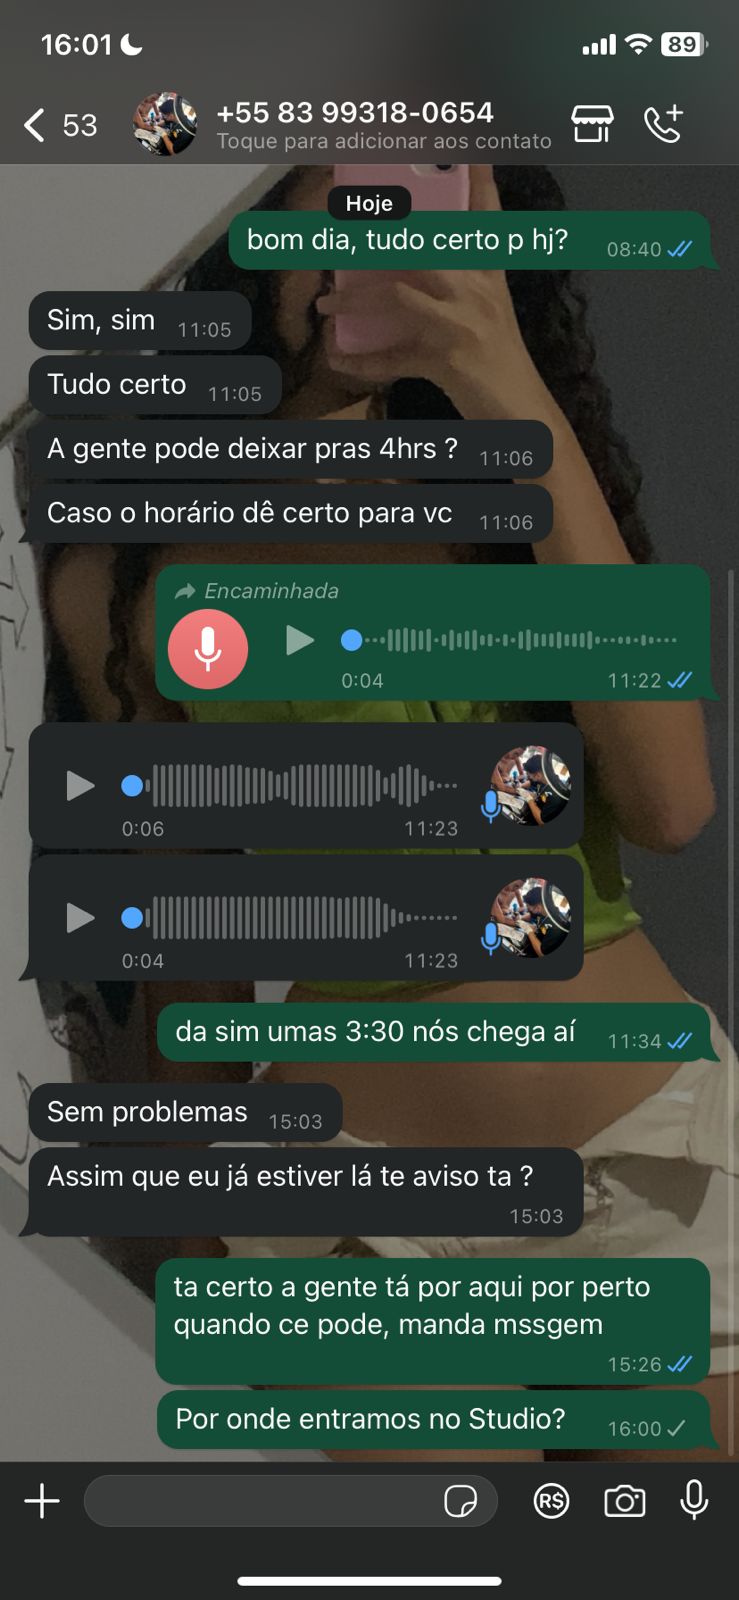 16:01
89
53
+55 83 99318-0654
Toque para adicionar aos contato
Hoje
bom dia, tudo certo p hj?
08:40
Sim, sim
11:05
Tudo certo
11:05
A gente pode deixar pras 4hrs ?
11:06
Caso o horário dê certo para vc
11:06
Encaminhada
0:04
11:22
0:06
11:23
0:04
11:23
da sim umas 3:30 nós chega aí
11:34
Sem problemas
15:03
Assim que eu já estiver lá te aviso ta ?
15:03
ta certo a gente tá por aqui por perto
quando ce pode, manda mssgem
15:26
Por onde entramos no Studio?
16:00
R$